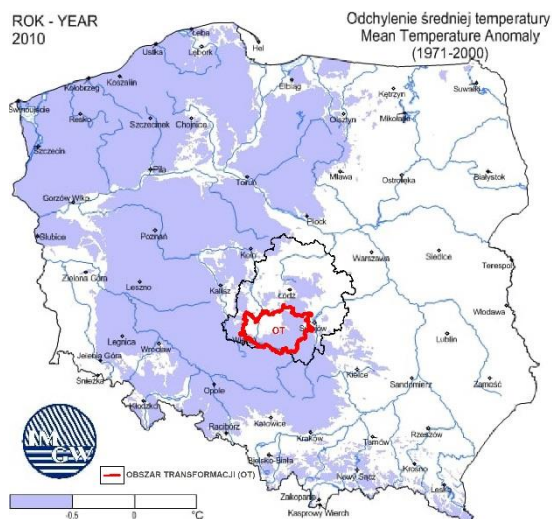 ROK - YEAR
2010
Odchylenie średniej temperatury
Mean Temperature Anomaly
(1971-2000)
Łeba
Ustka
Lębork
Hel
Koszalin
Kołobrzeg
Elbląg
Kętrzyn
Suwałki
Świnoujście
Resko
Szczecinek
Chojnice
Olsztyn
Mikołajki
Szczecin
Piła
Toruń
Mława
Ostrołęka
Białystok
Gorzów Wlkp
Płock
Słubice
Poznań
Koło
Warszawa
Siedlce
Terespol
Zielona Góra
Leszno
Kalisz
Łódź
Włodawa
OT
Legnica
Wrocław
Lublin
Jelenia Góra
Śnieżka
Opole
Kielce
Sandomierz
Zamość
Kłodzko
Racibórz
Katowice
Kraków
Tarnów
Rzeszów
IMGW
OBSZAR TRANSFORMACJI (OT)
Bielsko-Biała
Nowy Sącz
Krosno
Lesko
Zakopane
Kasprowy Wierch
-0.5 0 °C